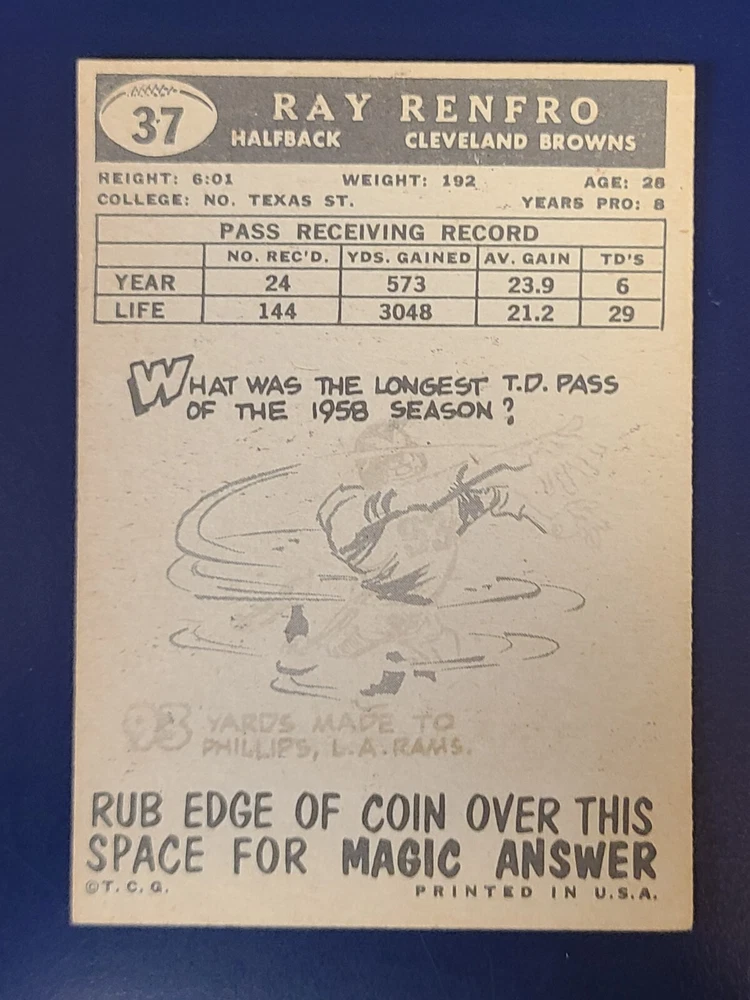 37
RAY RENFRO
HALFBACK CLEVELAND BROWNS
HEIGHT: 6:01 WEIGHT: 192 AGE: 28
COLLEGE: NO. TEXAS ST. YEARS PRO: 8
PASS RECEIVING RECORD
NO. REC'D. YDS. GAINED AV. GAIN TD'S
YEAR 24 573 23.9 6
LIFE 144 3048 21.2 29
WHAT WAS THE LONGEST T.D. PASS
OF THE 1958 SEASON?
93 YARDS MADE TO
PHILLIPS, L.A. RAMS.
RUB EDGE OF COIN OVER THIS
SPACE FOR MAGIC ANSWER
©T.C.G. PRINTED IN U.S.A.